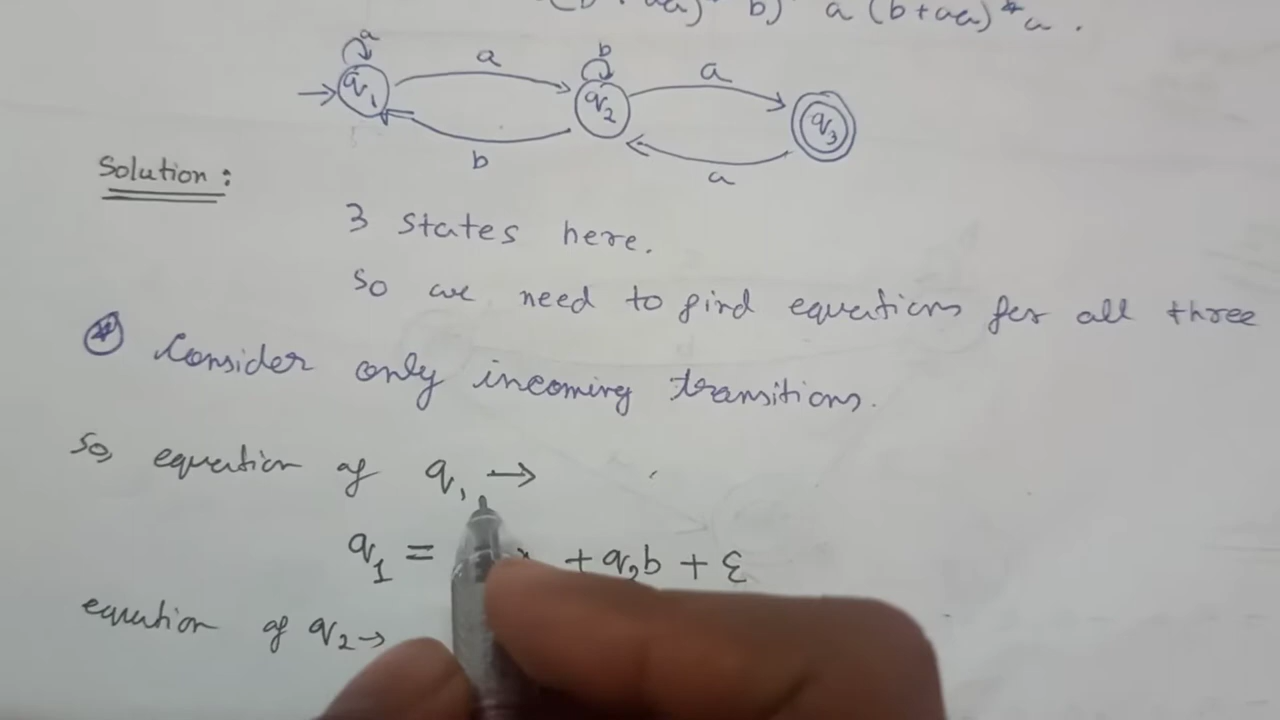 (b+aa)* b)* a (b+aa)* a.
a b
a a
q1 q2 q3
b a
Solution:
3 states here.
So we need to find equations for all three
* Consider only incoming transitions.
So, equation of q1 →
q1 = + q2b + ε
equation of q2 →